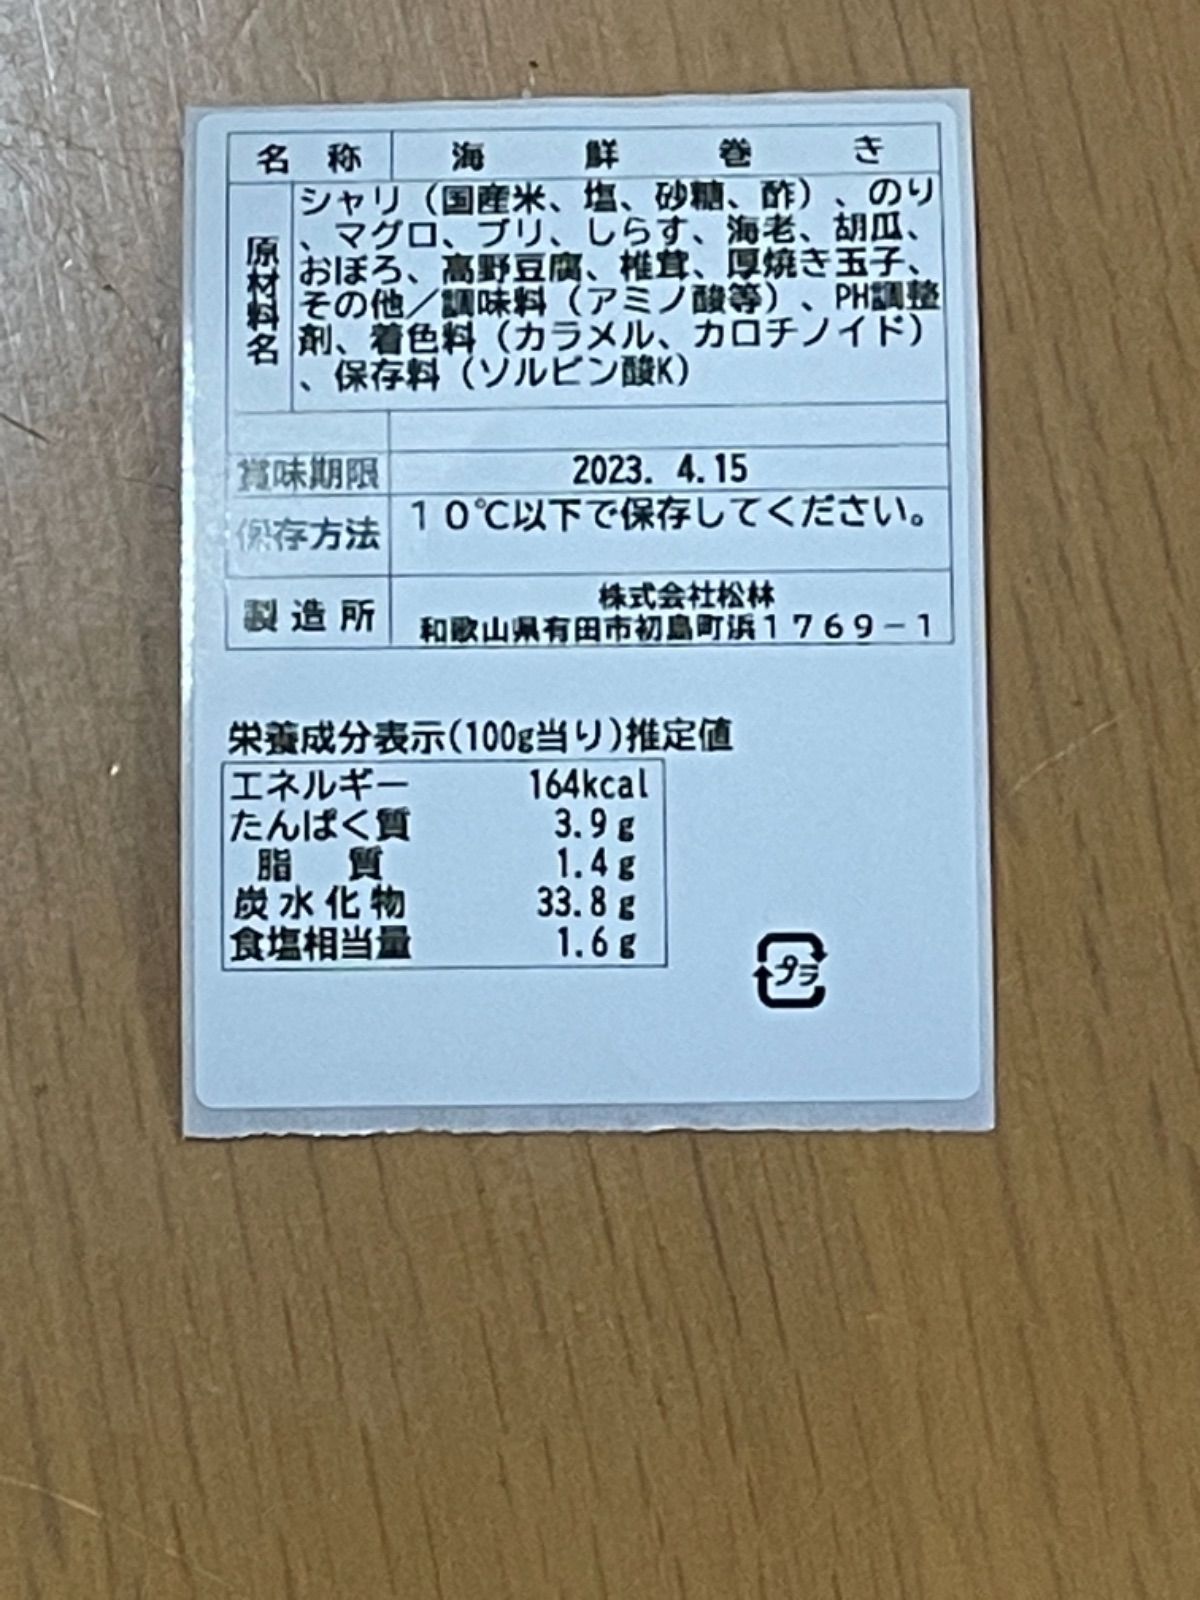 名称 海鮮巻き
原材料名
シャリ（国産米、塩、砂糖、酢）、のり
、マグロ、ブリ、しらす、海老、胡瓜、
おぼろ、高野豆腐、椎茸、厚焼き玉子、
その他／調味料（アミノ酸等）、PH調整
剤、着色料（カラメル、カロチノイド）
、保存料（ソルビン酸K）
賞味期限 2023. 4.15
保存方法 １０℃以下で保存してください。
製造所 株式会社松林
和歌山県有田市初島町浜１７６９－１
栄養成分表示(100g当り)推定値
エネルギー 164kcal
たんぱく質 3.9g
脂質 1.4g
炭水化物 33.8g
食塩相当量 1.6g
プラ